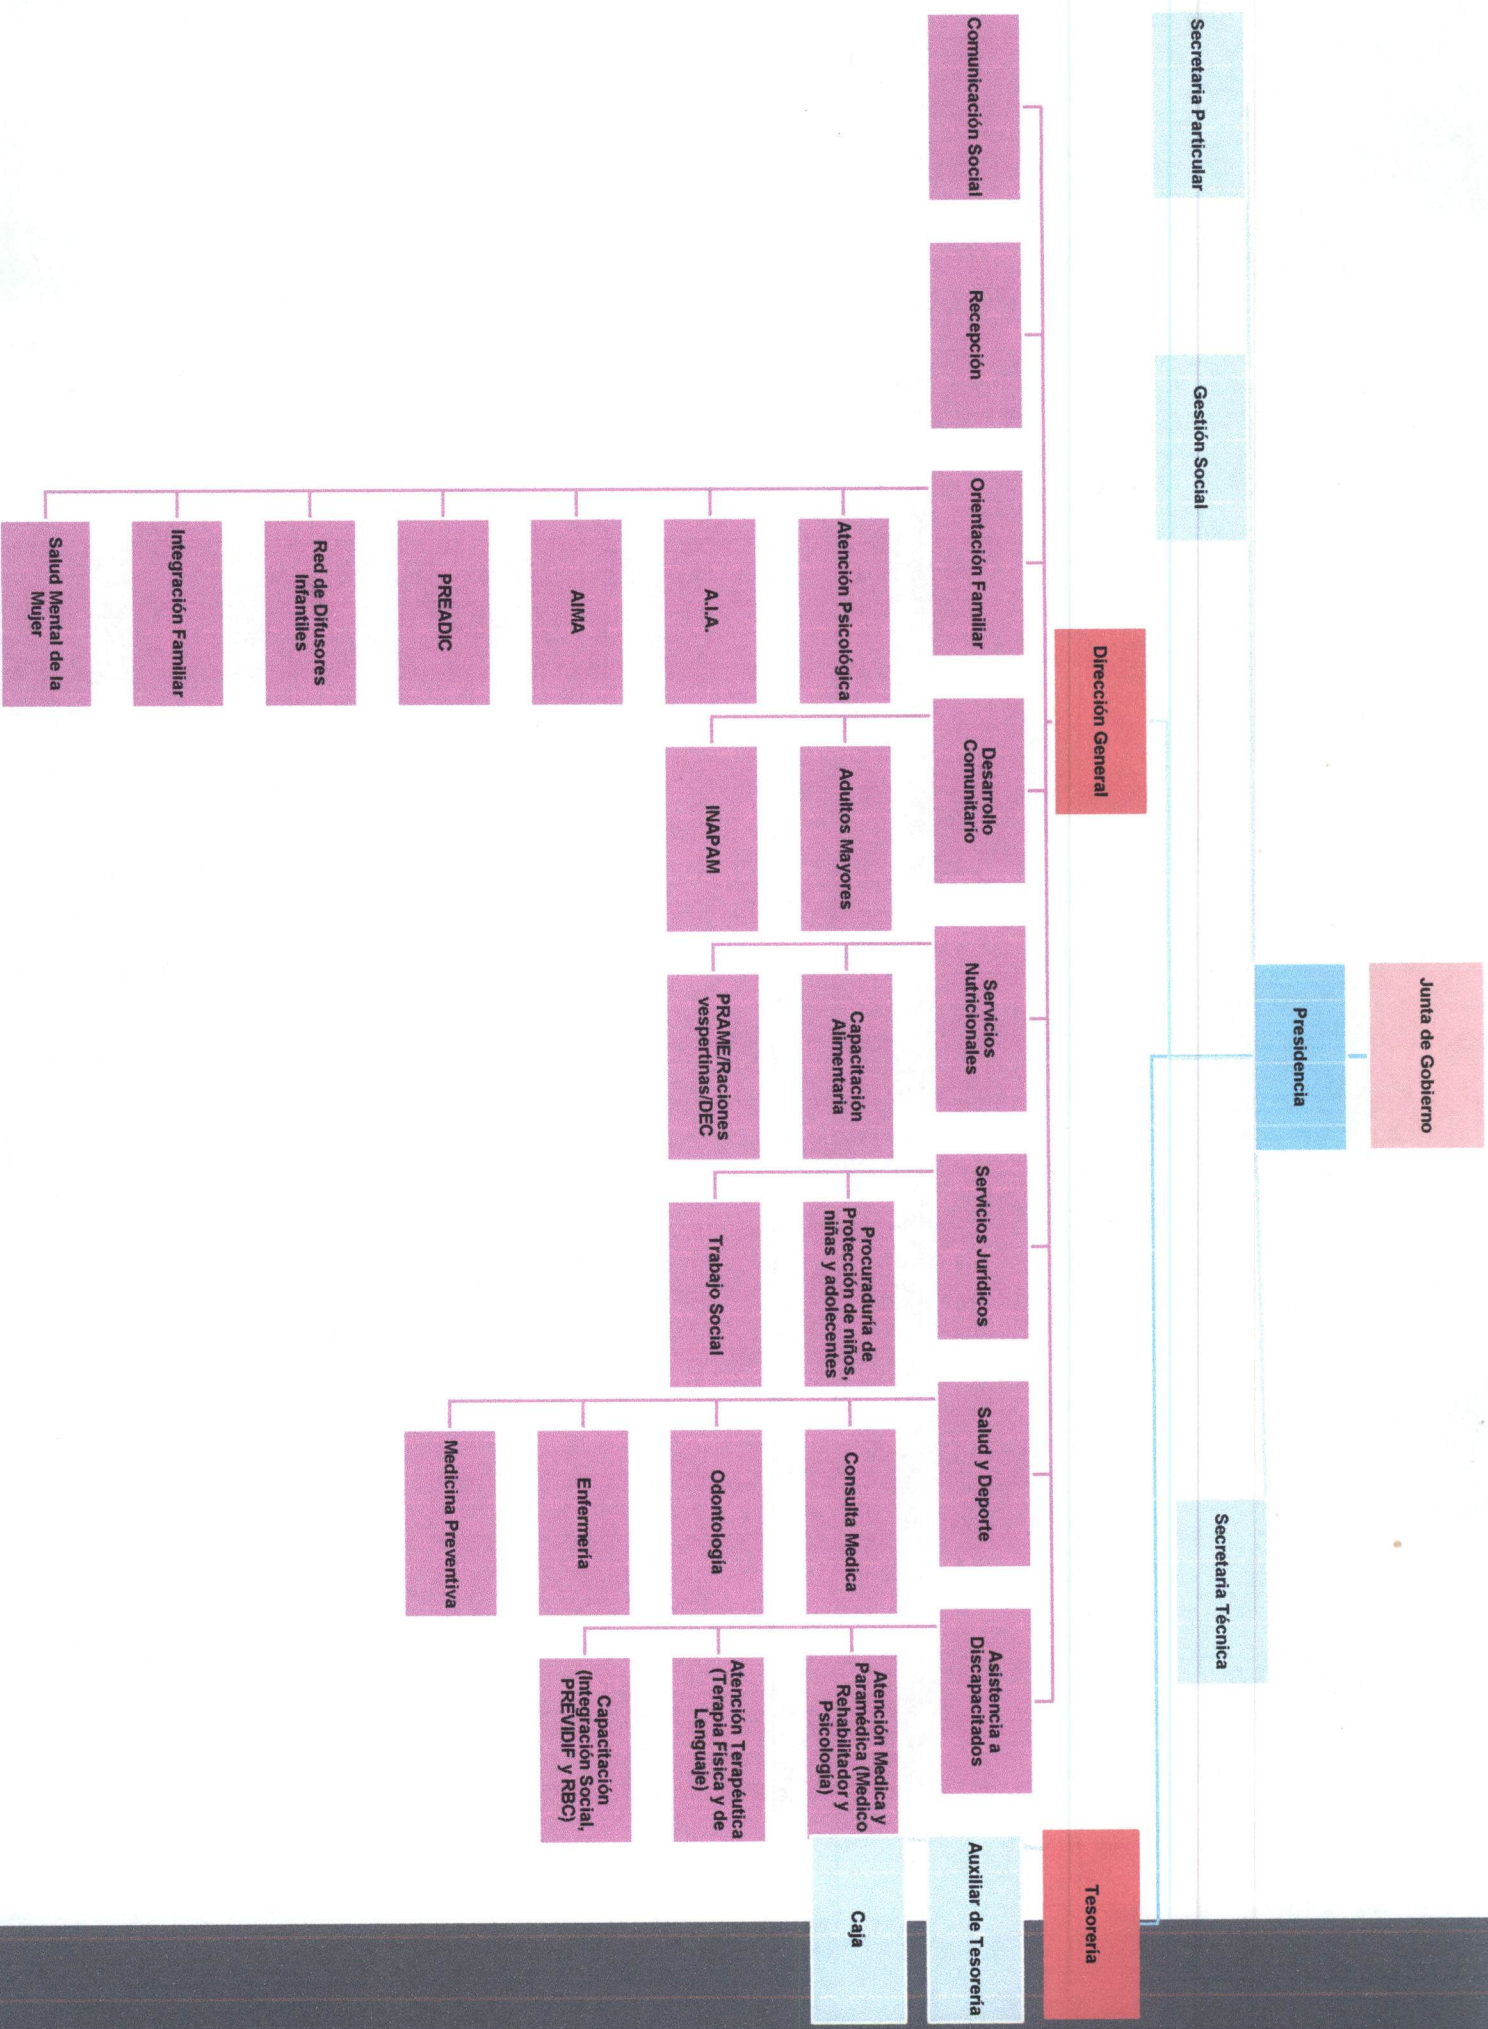 Junta de Gobierno
Presidencia
Secretaria Particular
Gestión Social
Secretaria Técnica
Dirección General
Tesorería
Comunicación Social
Recepción
Orientación Familiar
Atención Psicológica
A.I.A.
AIMA
PREADIC
Red de Difusores
Infantiles
Integración Familiar
Salud Mental de la
Mujer
Desarrollo
Comunitario
Adultos Mayores
INAPAM
Servicios
Nutricionales
Capacitación
Alimentaria
PRAME/Raciones
vespertinas/DEC
Servicios Jurídicos
Procuraduría de
Protección de niños,
niñas y adolecentes
Trabajo Social
Salud y Deporte
Consulta Medica
Odontología
Enfermería
Medicina Preventiva
Asistencia a
Discapacitados
Atención Medica y
Paramédica (Medico
Rehabilitador y
Psicología)
Atención Terapéutica
(Terapia Física y de
Lenguaje)
Capacitación
(Integración Social,
PREVIDIF y RBC)
Auxiliar de Tesorería
Caja